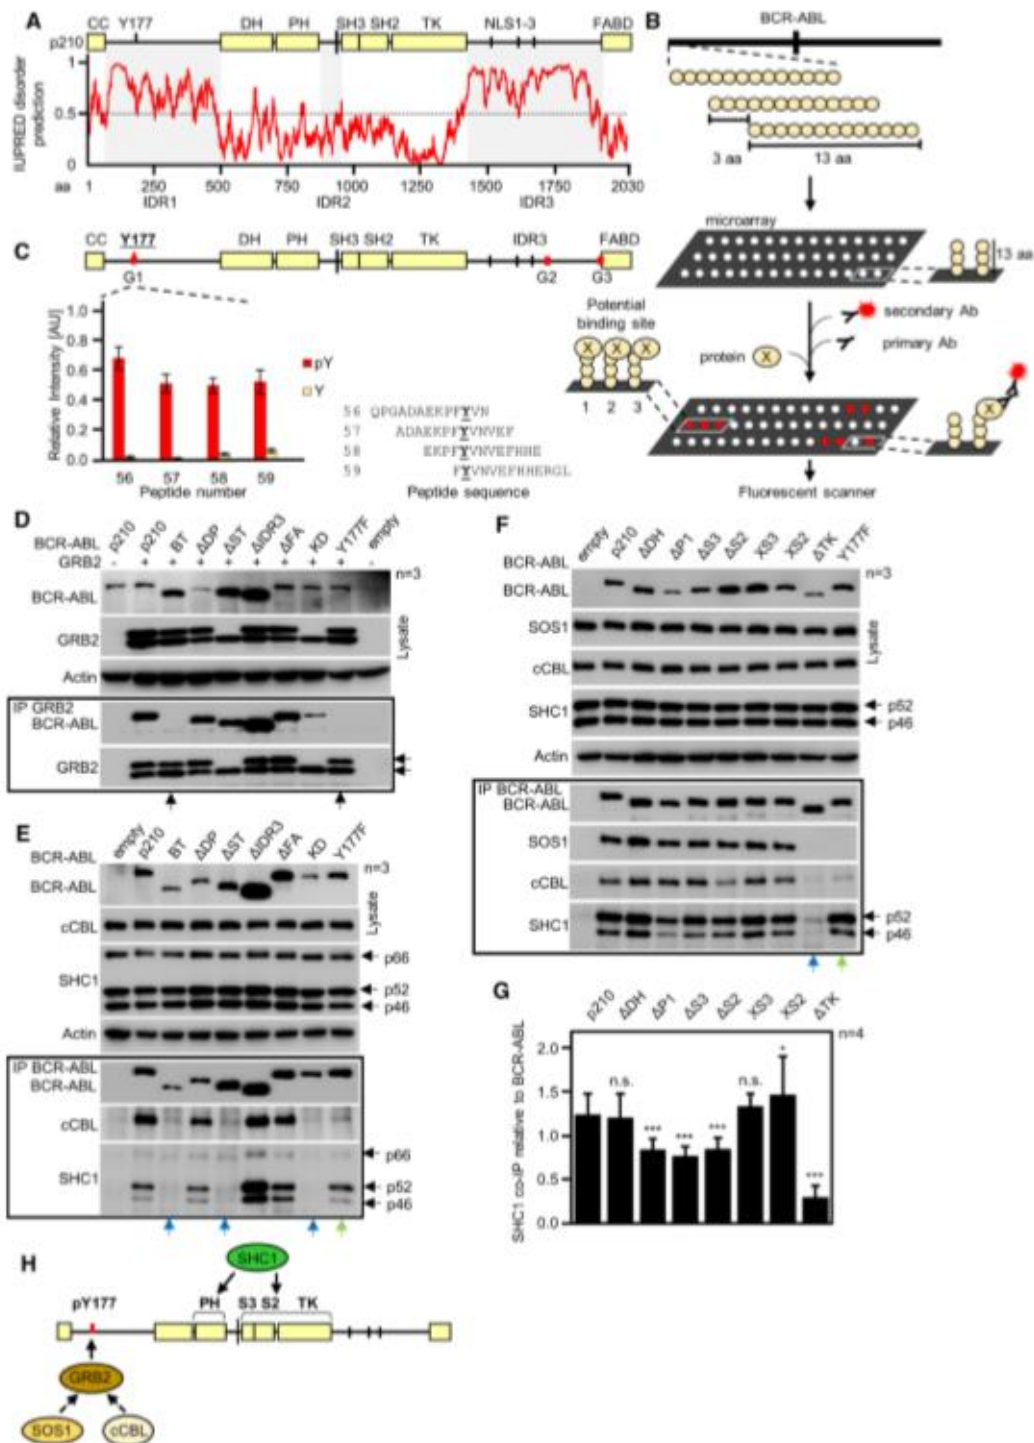 A
CC Y177 DH PH SH3 SH2 TK NLS1-3 FABD
p210
IUPRED disorder prediction
1
0.5
0
aa 1 250 500 750 1000 1250 1500 1750 2030
IDR1 IDR2 IDR3
B
BCR-ABL
3 aa 13 aa
microarray
13 aa
Potential
binding site
secondary Ab
primary Ab
protein X
X X X
X
1 2 3
Fluorescent scanner
C
CC Y177 DH PH SH3 SH2 TK IDR3 FABD
G1 G2 G3
Relative Intensity [AU]
1.0
0.8
0.6
0.4
0.2
0.0
pY
Y
56 57 58 59
Peptide number
56 QPGADAEKPFYVN
57 ADAEKPFYVNVEF
58 EKPFYVNVEFHHE
59 FYVNVEFHHERGL
Peptide sequence
D
BCR-ABL p210 p210 BT ΔDP ΔST ΔIDR3 ΔFA KD Y177F empty
GRB2 - + + + + + + + + -
n=3
BCR-ABL
GRB2
Actin
Lysate
IP GRB2
BCR-ABL
GRB2
E
BCR-ABL empty p210 BT ΔDP ΔST ΔIDR3 ΔFA KD Y177F
n=3
BCR-ABL
cCBL
SHC1
p66
p52
p46
Actin
Lysate
IP BCR-ABL
BCR-ABL
cCBL
SHC1
p66
p52
p46
F
BCR-ABL empty p210 ΔDH ΔP1 ΔS3 ΔS2 XS3 XS2 ΔTK Y177F
n=3
BCR-ABL
SOS1
cCBL
SHC1
p52
p46
Actin
Lysate
IP BCR-ABL
BCR-ABL
SOS1
cCBL
SHC1
p52
p46
G
p210 ΔDH ΔP1 ΔS3 ΔS2 XS3 XS2 ΔTK
n=4
SHC1 co-IP relative to BCR-ABL
2.0
1.5
1.0
0.5
0.0
n.s. *** *** *** n.s. * ***
H
SHC1
pY177 PH S3 S2 TK
GRB2
SOS1 cCBL